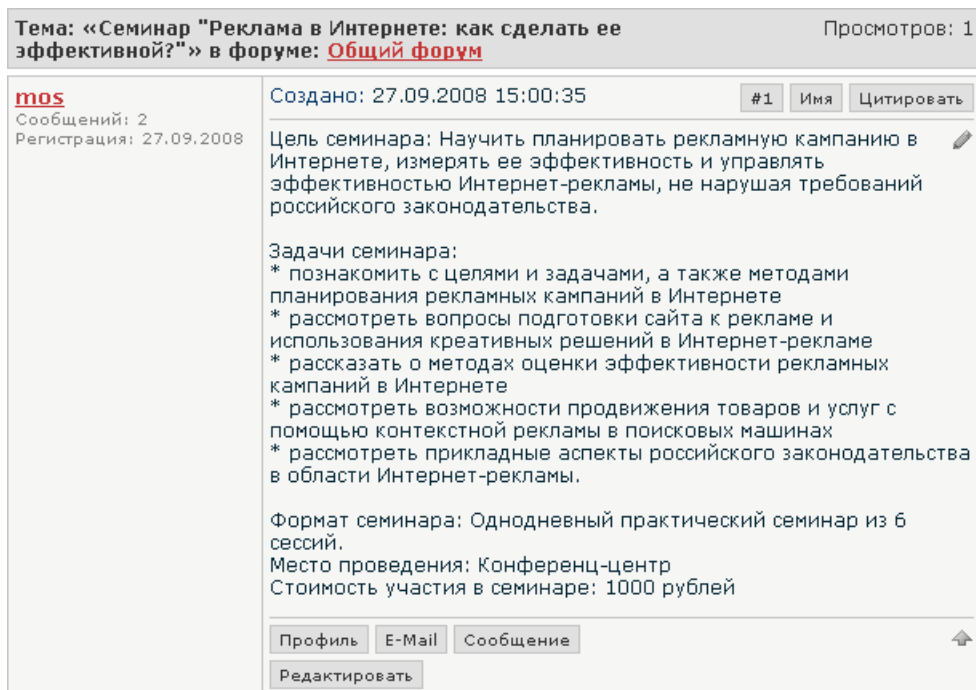 Тема: «Семинар "Реклама в Интернете: как сделать ее
эффективной?"» в форуме: Общий форум
Просмотров: 1
mos
Сообщений: 2
Регистрация: 27.09.2008
Создано: 27.09.2008 15:00:35
#1 Имя Цитировать
Цель семинара: Научить планировать рекламную кампанию в
Интернете, измерять ее эффективность и управлять
эффективностью Интернет-рекламы, не нарушая требований
российского законодательства.
Задачи семинара:
* познакомить с целями и задачами, а также методами
планирования рекламных кампаний в Интернете
* рассмотреть вопросы подготовки сайта к рекламе и
использования креативных решений в Интернет-рекламе
* рассказать о методах оценки эффективности рекламных
кампаний в Интернете
* рассмотреть возможности продвижения товаров и услуг с
помощью контекстной рекламы в поисковых машинах
* рассмотреть прикладные аспекты российского законодательства
в области Интернет-рекламы.
Формат семинара: Однодневный практический семинар из 6
сессий.
Место проведения: Конференц-центр
Стоимость участия в семинаре: 1000 рублей
Профиль E-Mail Сообщение
Редактировать